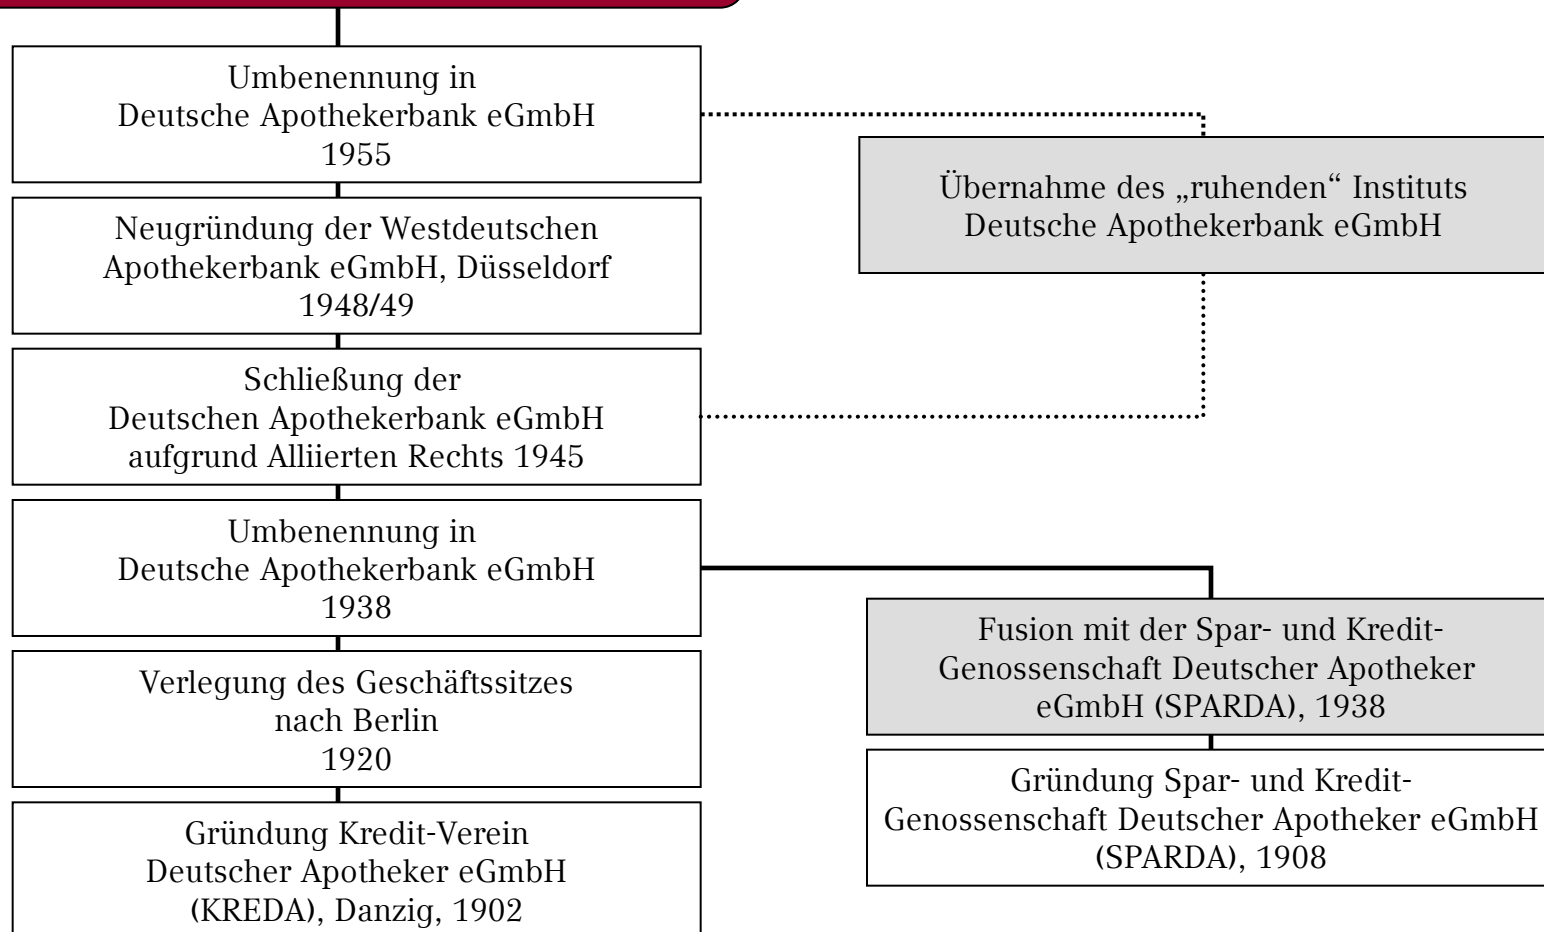 Umbenennung in
Deutsche Apothekerbank eGmbH
1955
Übernahme des „ruhenden“ Instituts
Deutsche Apothekerbank eGmbH
Neugründung der Westdeutschen
Apothekerbank eGmbH, Düsseldorf
1948/49
Schließung der
Deutschen Apothekerbank eGmbH
aufgrund Alliierten Rechts 1945
Umbenennung in
Deutsche Apothekerbank eGmbH
1938
Fusion mit der Spar- und Kredit-
Genossenschaft Deutscher Apotheker
eGmbH (SPARDA), 1938
Verlegung des Geschäftssitzes
nach Berlin
1920
Gründung Spar- und Kredit-
Genossenschaft Deutscher Apotheker eGmbH
(SPARDA), 1908
Gründung Kredit-Verein
Deutscher Apotheker eGmbH
(KREDA), Danzig, 1902